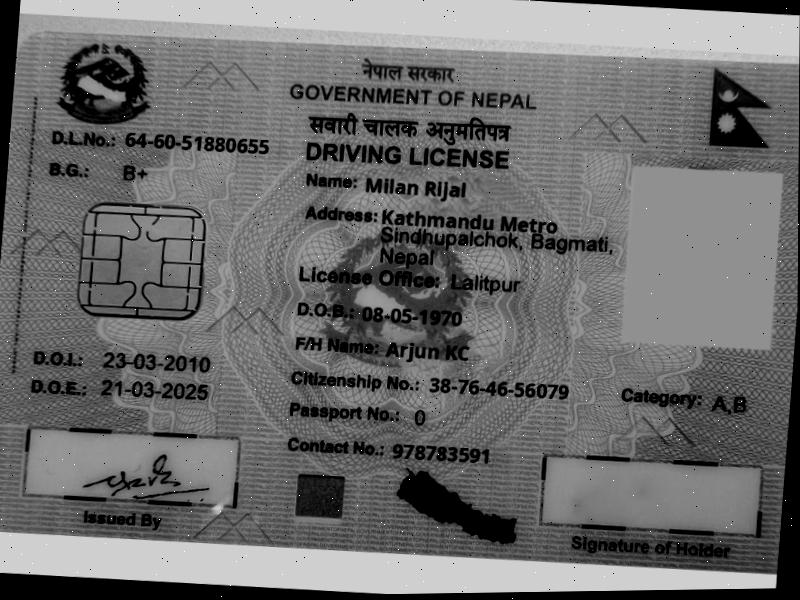 नेपाल सरकार
GOVERNMENT OF NEPAL
सवारी चालक अनुमतिपत्र
DRIVING LICENSE
D.L.No.: 64-60-51880655
B.G.: B+
Name: Milan Rijal
Address: Kathmandu Metro
Sindhupalchok, Bagmati,
Nepal
License Office: Lalitpur
D.O.B.: 08-05-1970
F/H Name: Arjun KC
D.O.I.: 23-03-2010
D.O.E.: 21-03-2025
Citizenship No.: 38-76-46-56079
Category: A,B
Passport No.: 0
Contact No.: 978783591
Issued By
Signature of Holder